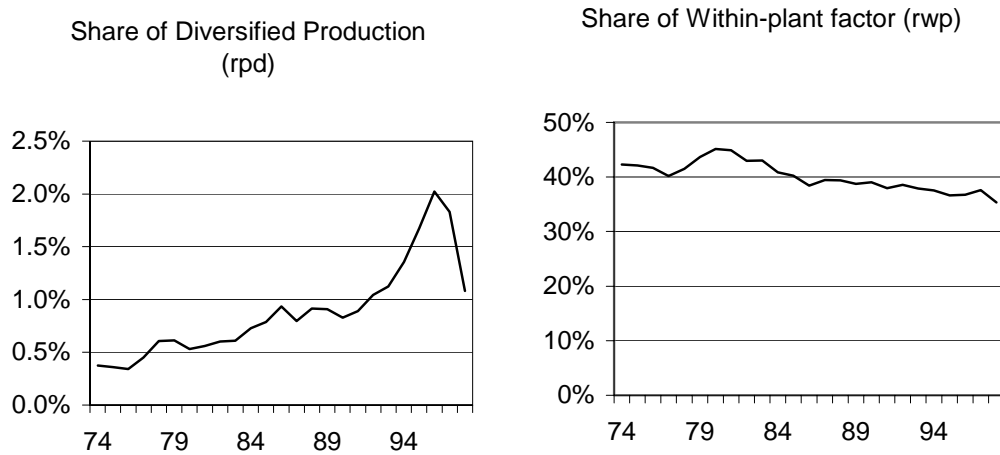 Share of Diversified Production
(rpd)
2.5%
2.0%
1.5%
1.0%
0.5%
0.0%
74 79 84 89 94
Share of Within-plant factor (rwp)
50%
40%
30%
20%
10%
0%
74 79 84 89 94